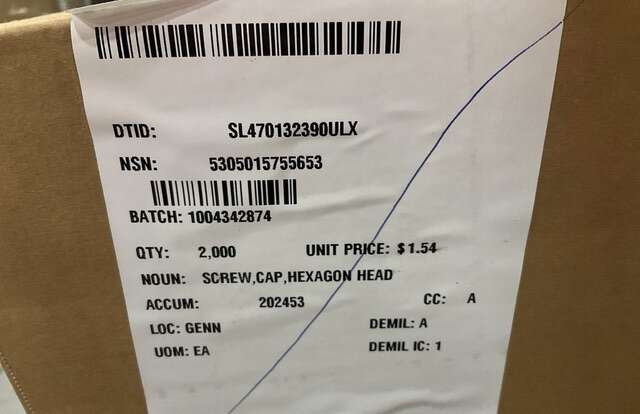 DTID: SL470132390ULX
NSN: 5305015755653
BATCH: 1004342874
QTY: 2,000 UNIT PRICE: $1.54
NOUN: SCREW,CAP,HEXAGON HEAD
ACCUM: 202453 CC: A
LOC: GENN DEMIL: A
UOM: EA DEMIL IC: 1